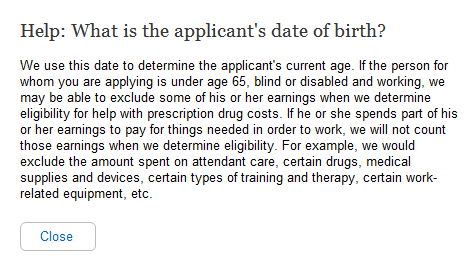 Help: What is the applicant's date of birth?
We use this date to determine the applicant's current age. If the person for
whom you are applying is under age 65, blind or disabled and working, we
may be able to exclude some of his or her earnings when we determine
eligibility for help with prescription drug costs. If he or she spends part of his
or her earnings to pay for things needed in order to work, we will not count
those earnings when we determine eligibility. For example, we would
exclude the amount spent on attendant care, certain drugs, medical
supplies and devices, certain types of training and therapy, certain work-
related equipment, etc.
Close